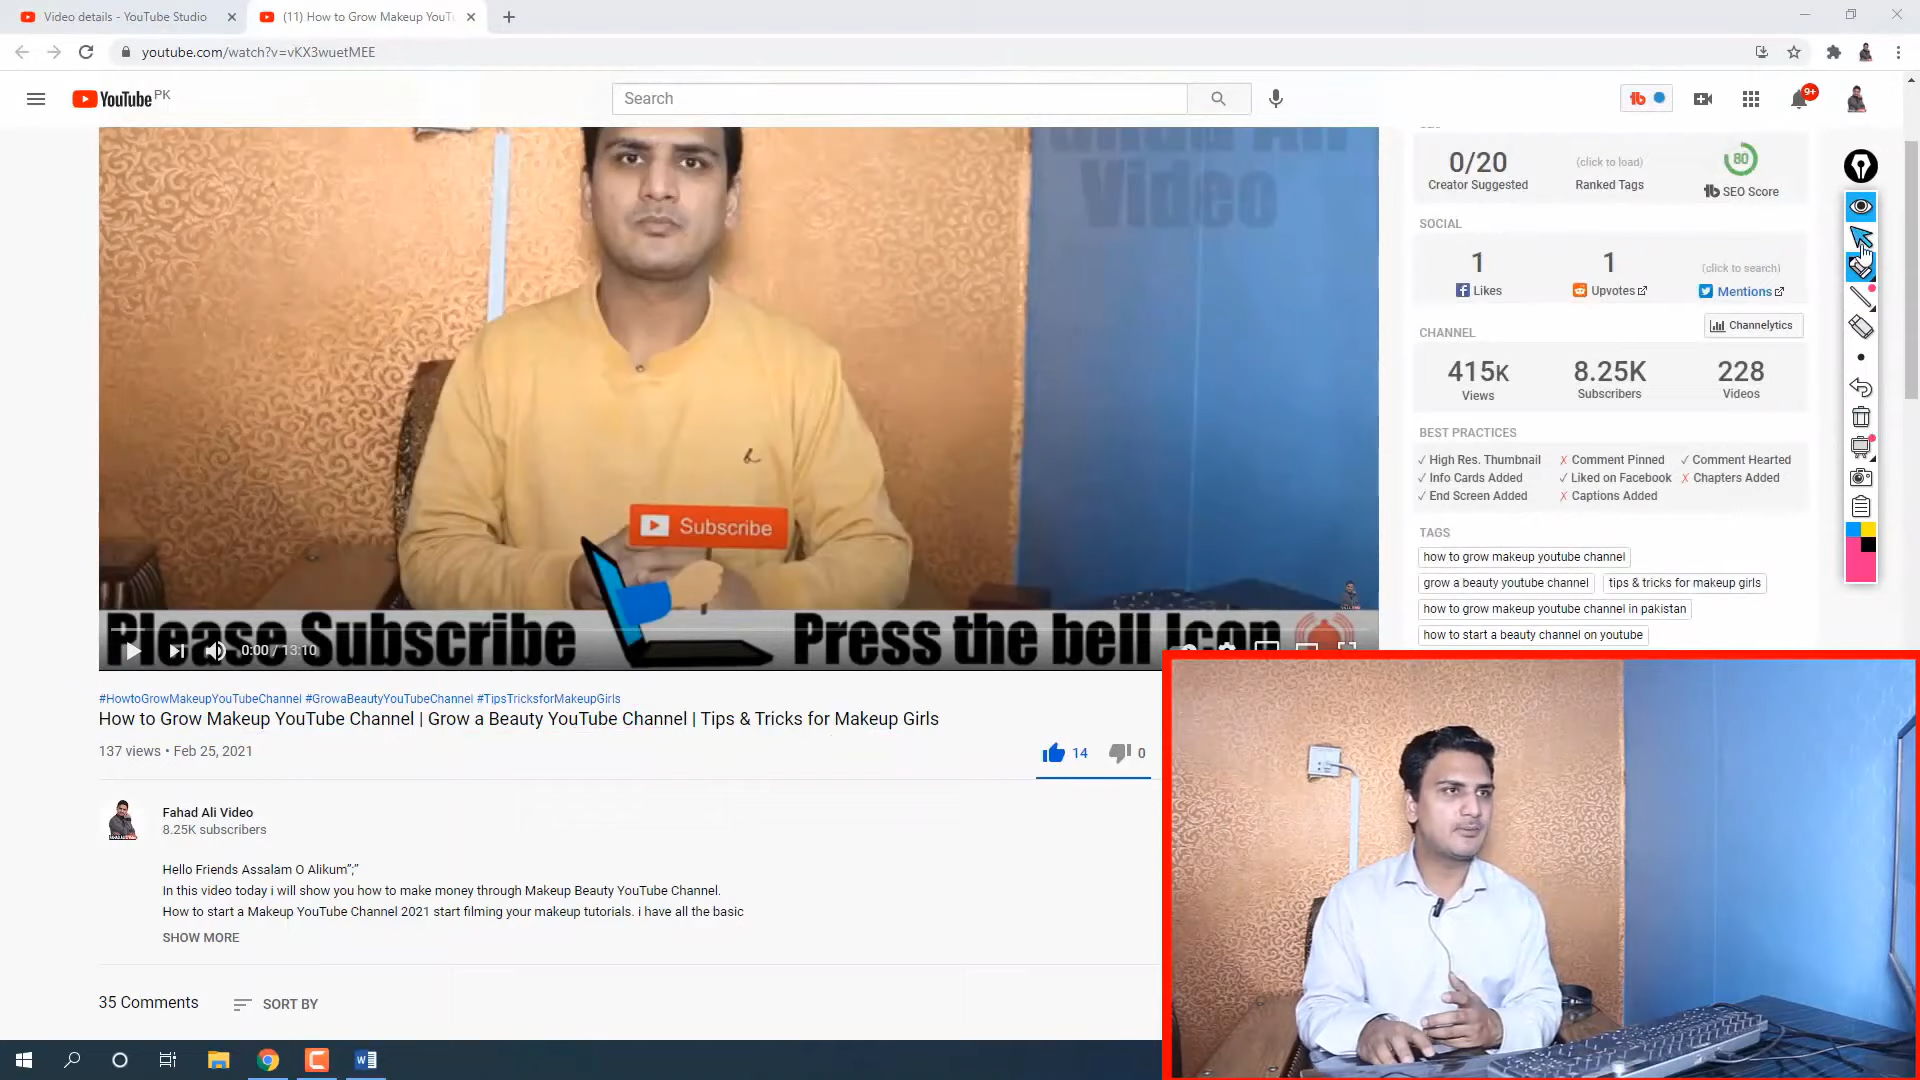 Video details - YouTube Studio
(11) How to Grow Makeup YouT
youtube.com/watch?v=vKX3wuetMEE
YouTube PK
Search
9+
Video
0/20
Creator Suggested
(click to load)
Ranked Tags
80
SEO Score
SOCIAL
1
Likes
1
Upvotes
(click to search)
Mentions
CHANNEL
Channelytics
415K
Views
8.25K
Subscribers
228
Videos
BEST PRACTICES
✓ High Res. Thumbnail ✗ Comment Pinned ✓ Comment Hearted
✓ Info Cards Added ✓ Liked on Facebook ✗ Chapters Added
✓ End Screen Added ✗ Captions Added
TAGS
how to grow makeup youtube channel
grow a beauty youtube channel
tips & tricks for makeup girls
how to grow makeup youtube channel in pakistan
how to start a beauty channel on youtube
Subscribe
Please Subscribe
Press the bell Icon
0:00 / 13:10
#HowtoGrowMakeupYouTubeChannel #GrowaBeautyYouTubeChannel #TipsTricksforMakeupGirls
How to Grow Makeup YouTube Channel | Grow a Beauty YouTube Channel | Tips & Tricks for Makeup Girls
137 views • Feb 25, 2021
14
0
Fahad Ali Video
8.25K subscribers
Hello Friends Assalam O Alikum";"
In this video today i will show you how to make money through Makeup Beauty YouTube Channel.
How to start a Makeup YouTube Channel 2021 start filming your makeup tutorials. i have all the basic
SHOW MORE
35 Comments
SORT BY